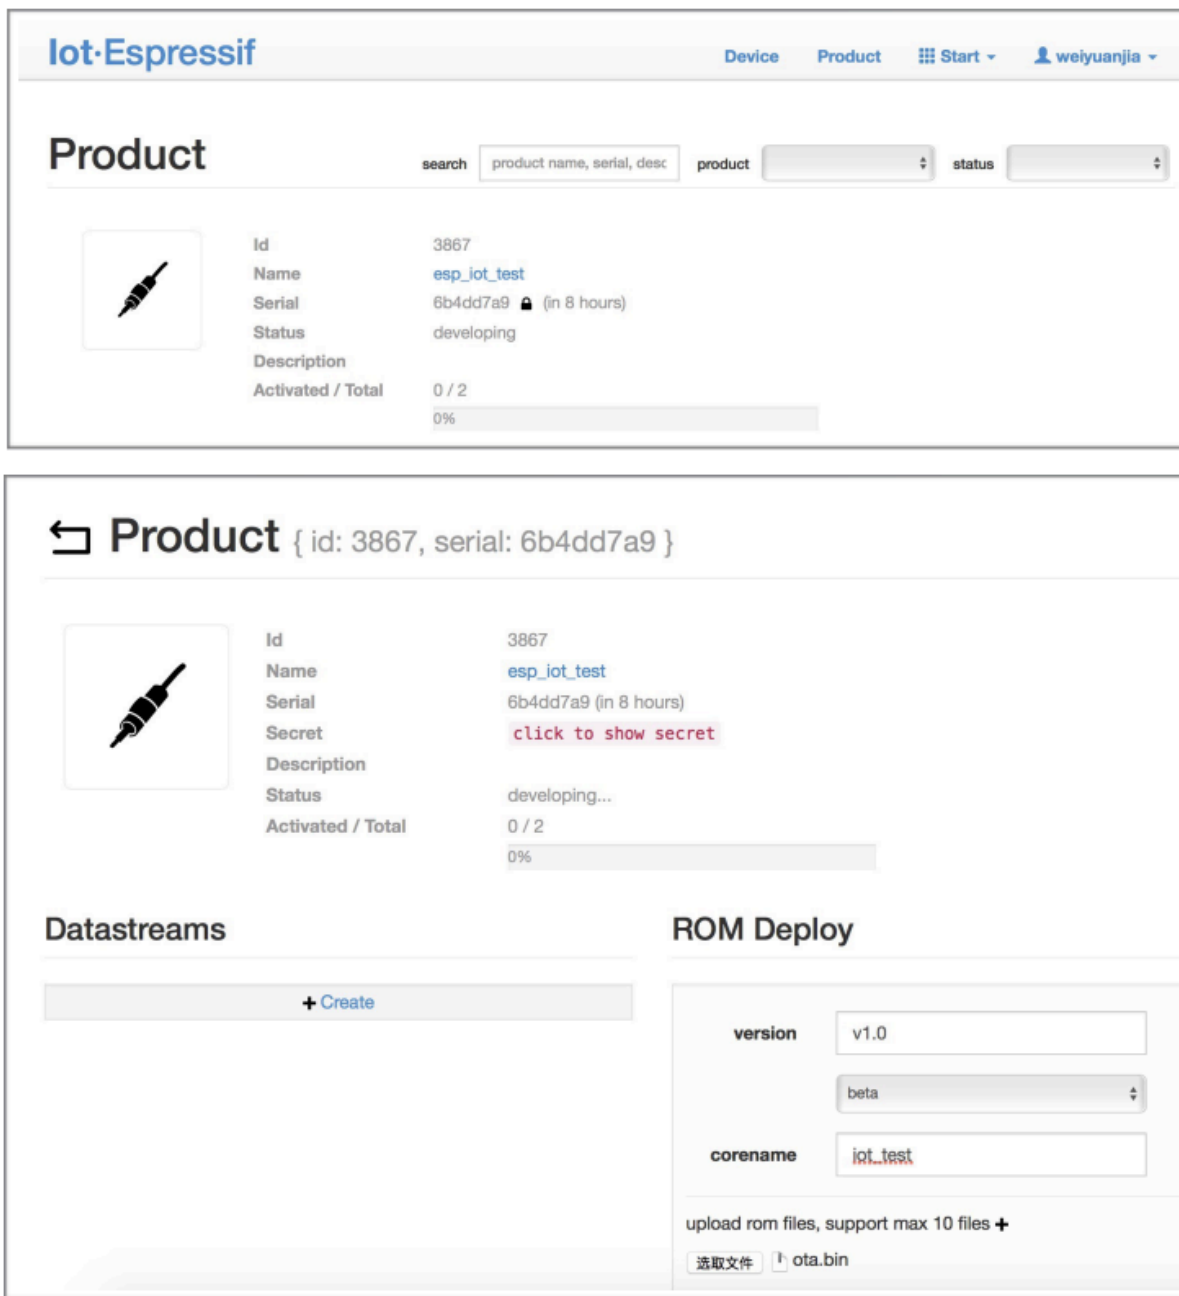 Iot·Espressif
Device Product Start weiyuanjia
Product
search product name, serial, desc product status
Id 3867
Name esp_iot_test
Serial 6b4dd7a9 (in 8 hours)
Status developing
Description
Activated / Total 0 / 2
0%
Product { id: 3867, serial: 6b4dd7a9 }
Id 3867
Name esp_iot_test
Serial 6b4dd7a9 (in 8 hours)
Secret click to show secret
Description
Status developing...
Activated / Total 0 / 2
0%
Datastreams
+ Create
ROM Deploy
version v1.0
beta
corename iot_test
upload rom files, support max 10 files +
选取文件 ota.bin